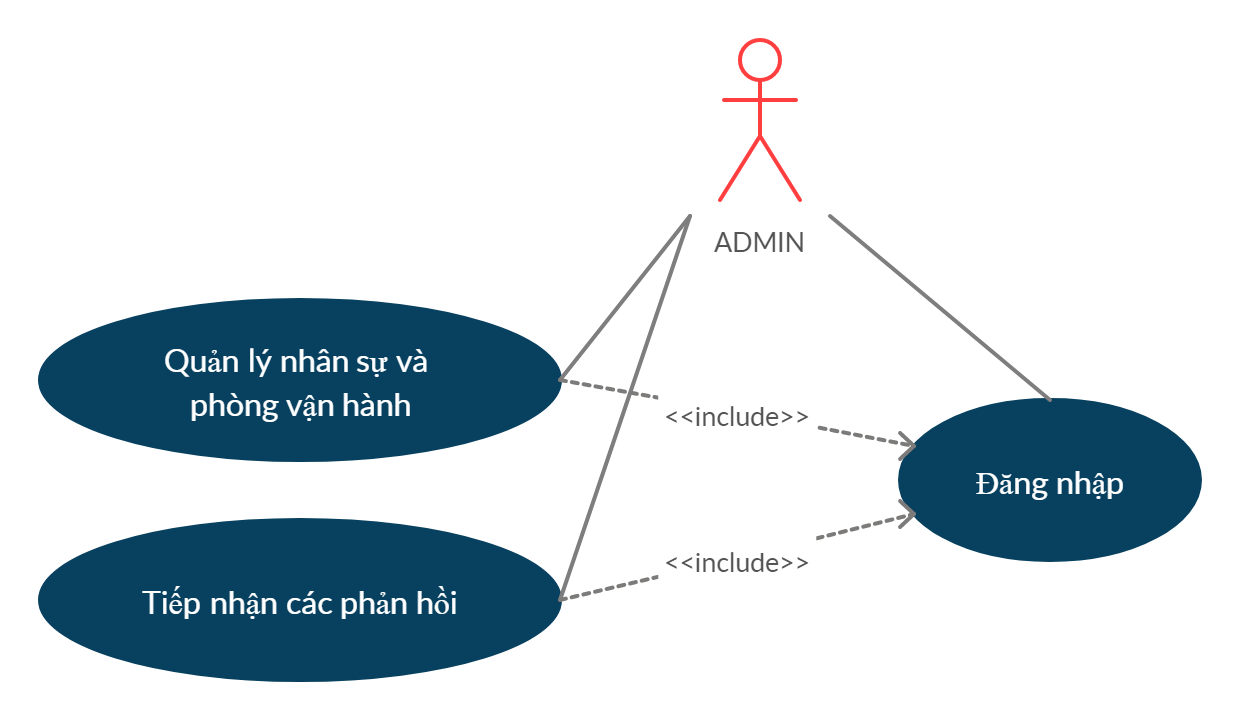 ADMIN
Quản lý nhân sự và
phòng vận hành
<<include>>
Đăng nhập
<<include>>
Tiếp nhận các phản hồi